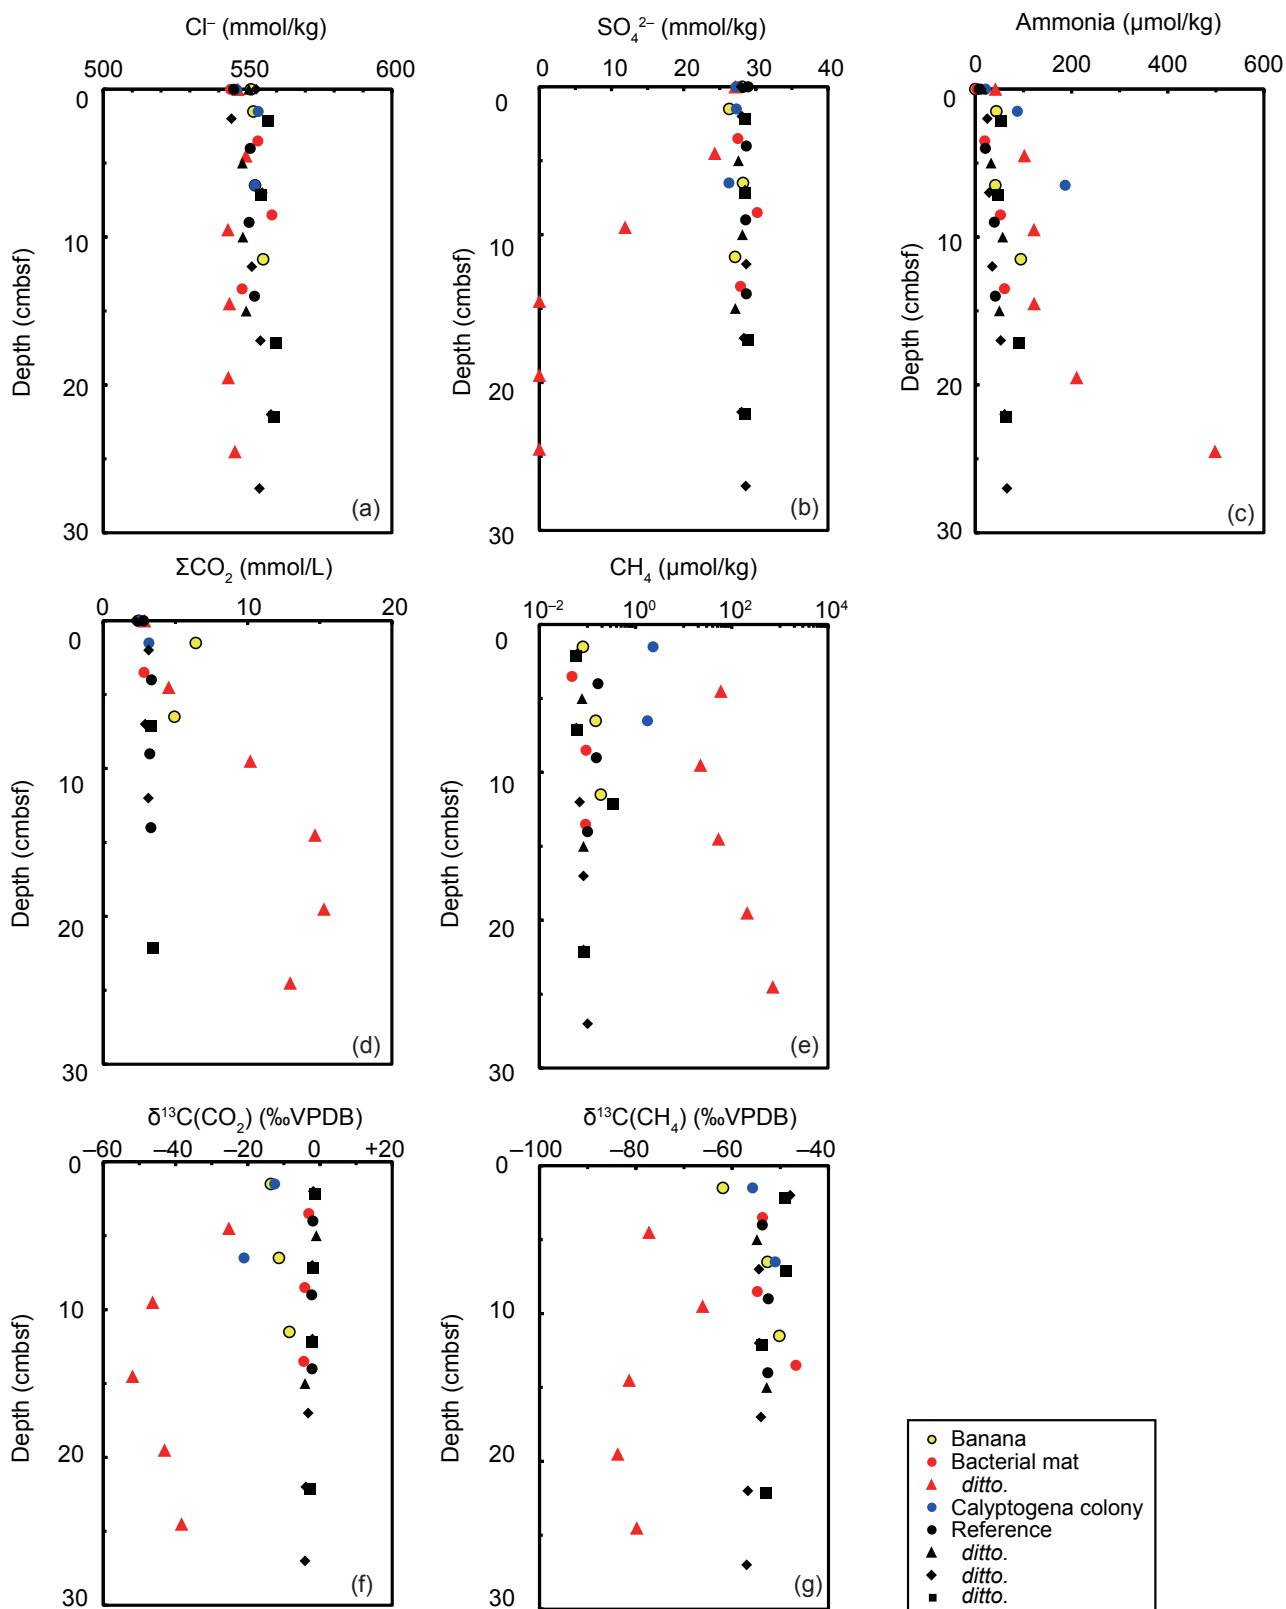 Cl⁻ (mmol/kg)
500 550 600
0
10
20
30
Depth (cmbsf)
(a)
SO₄²⁻ (mmol/kg)
0 10 20 30 40
0
10
20
30
Depth (cmbsf)
(b)
Ammonia (µmol/kg)
0 200 400 600
0
10
20
30
Depth (cmbsf)
(c)
ΣCO₂ (mmol/L)
0 10 20
0
10
20
30
Depth (cmbsf)
(d)
CH₄ (µmol/kg)
10⁻² 10⁰ 10² 10⁴
0
10
20
30
Depth (cmbsf)
(e)
δ¹³C(CO₂) (‰VPDB)
−60 −40 −20 0 +20
0
10
20
30
Depth (cmbsf)
(f)
δ¹³C(CH₄) (‰VPDB)
−100 −80 −60 −40
0
10
20
30
Depth (cmbsf)
(g)
Banana
Bacterial mat
ditto.
Calyptogena colony
Reference
ditto.
ditto.
ditto.